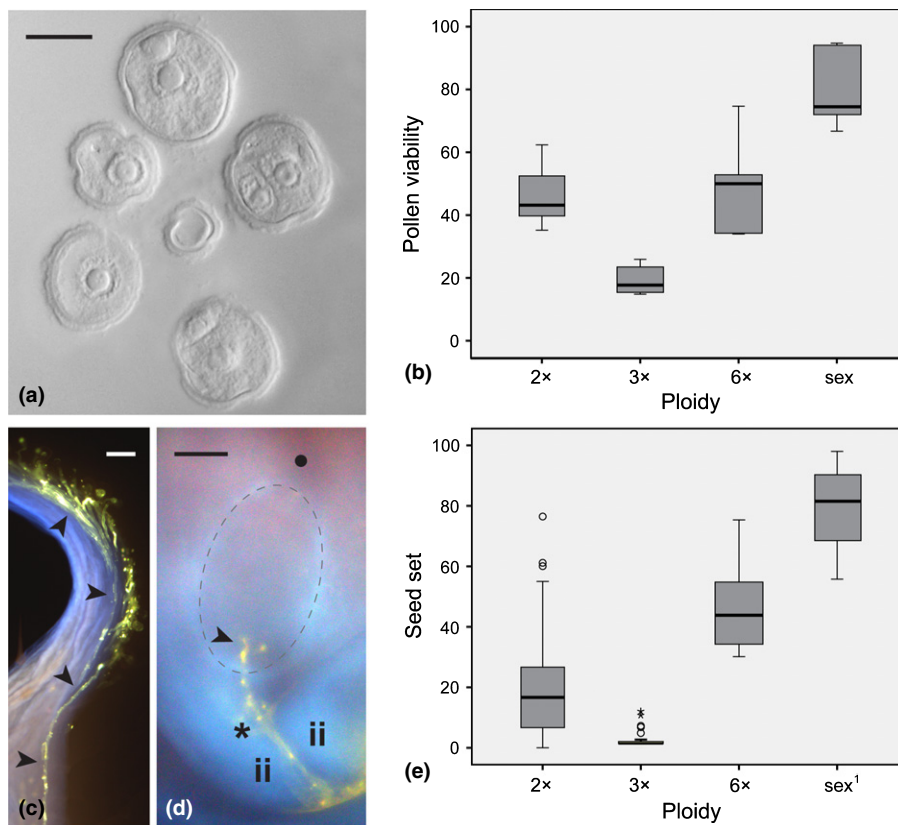 (a)
Pollen viability
100
80
60
40
20
0
2×
3×
6×
sex
Ploidy
(b)
(c)
ii
ii
*
(d)
Seed set
100
80
60
40
20
0
2×
3×
6×
sex¹
Ploidy
(e)